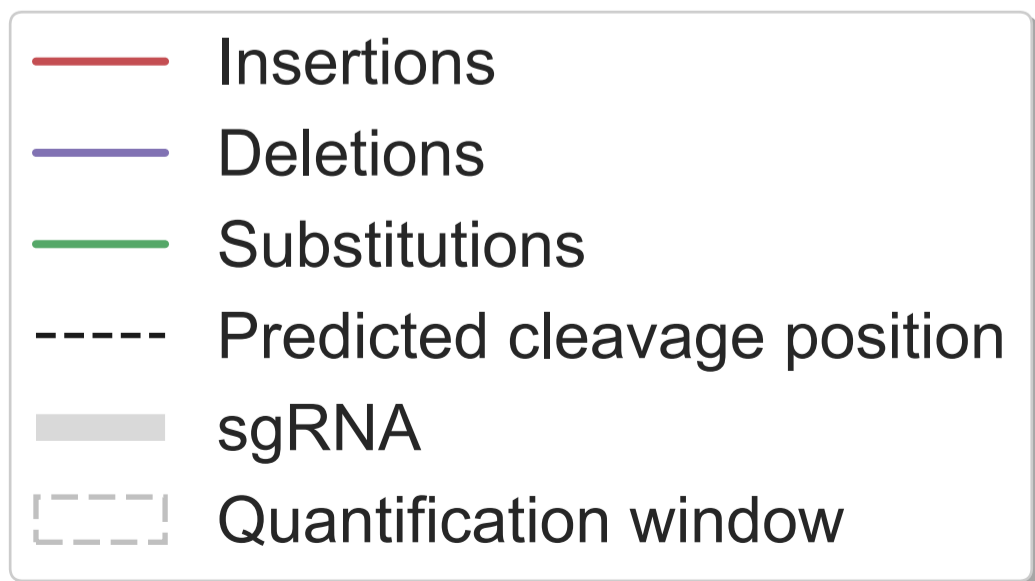 Insertions
Deletions
Substitutions
Predicted cleavage position
sgRNA
Quantification window